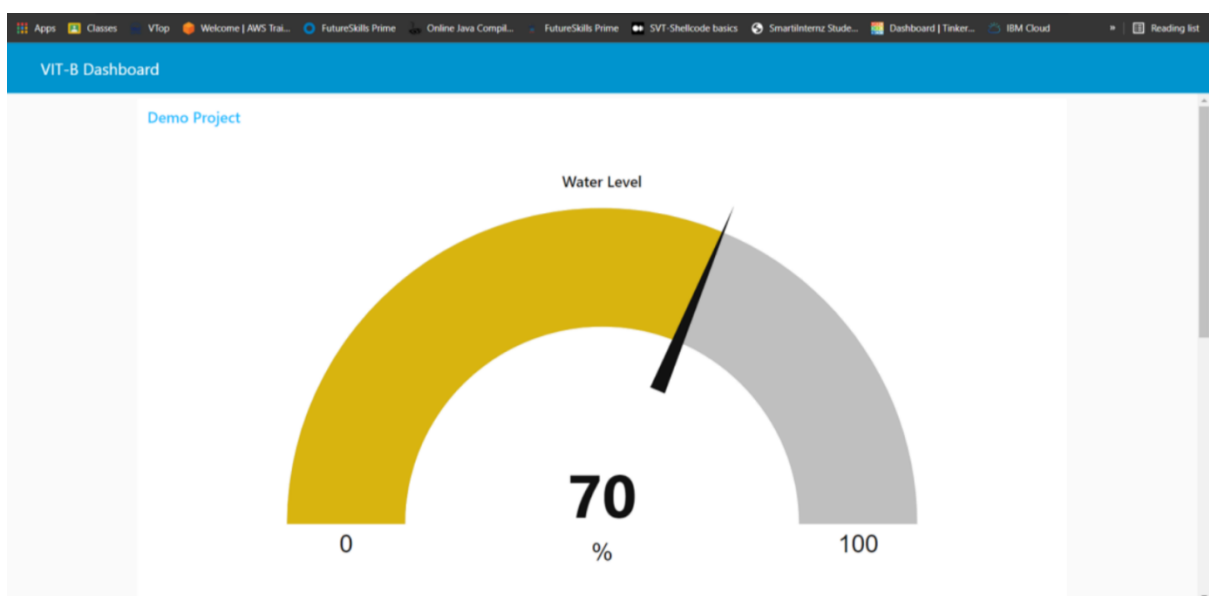 Apps Classes VTop Welcome | AWS Trai... FutureSkills Prime Online Java Compil... FutureSkills Prime SVT-Shellcode basics SmartiInternz Stude... Dashboard | Tinker... IBM Cloud » Reading list
VIT-B Dashboard
Demo Project
Water Level
70
0 % 100